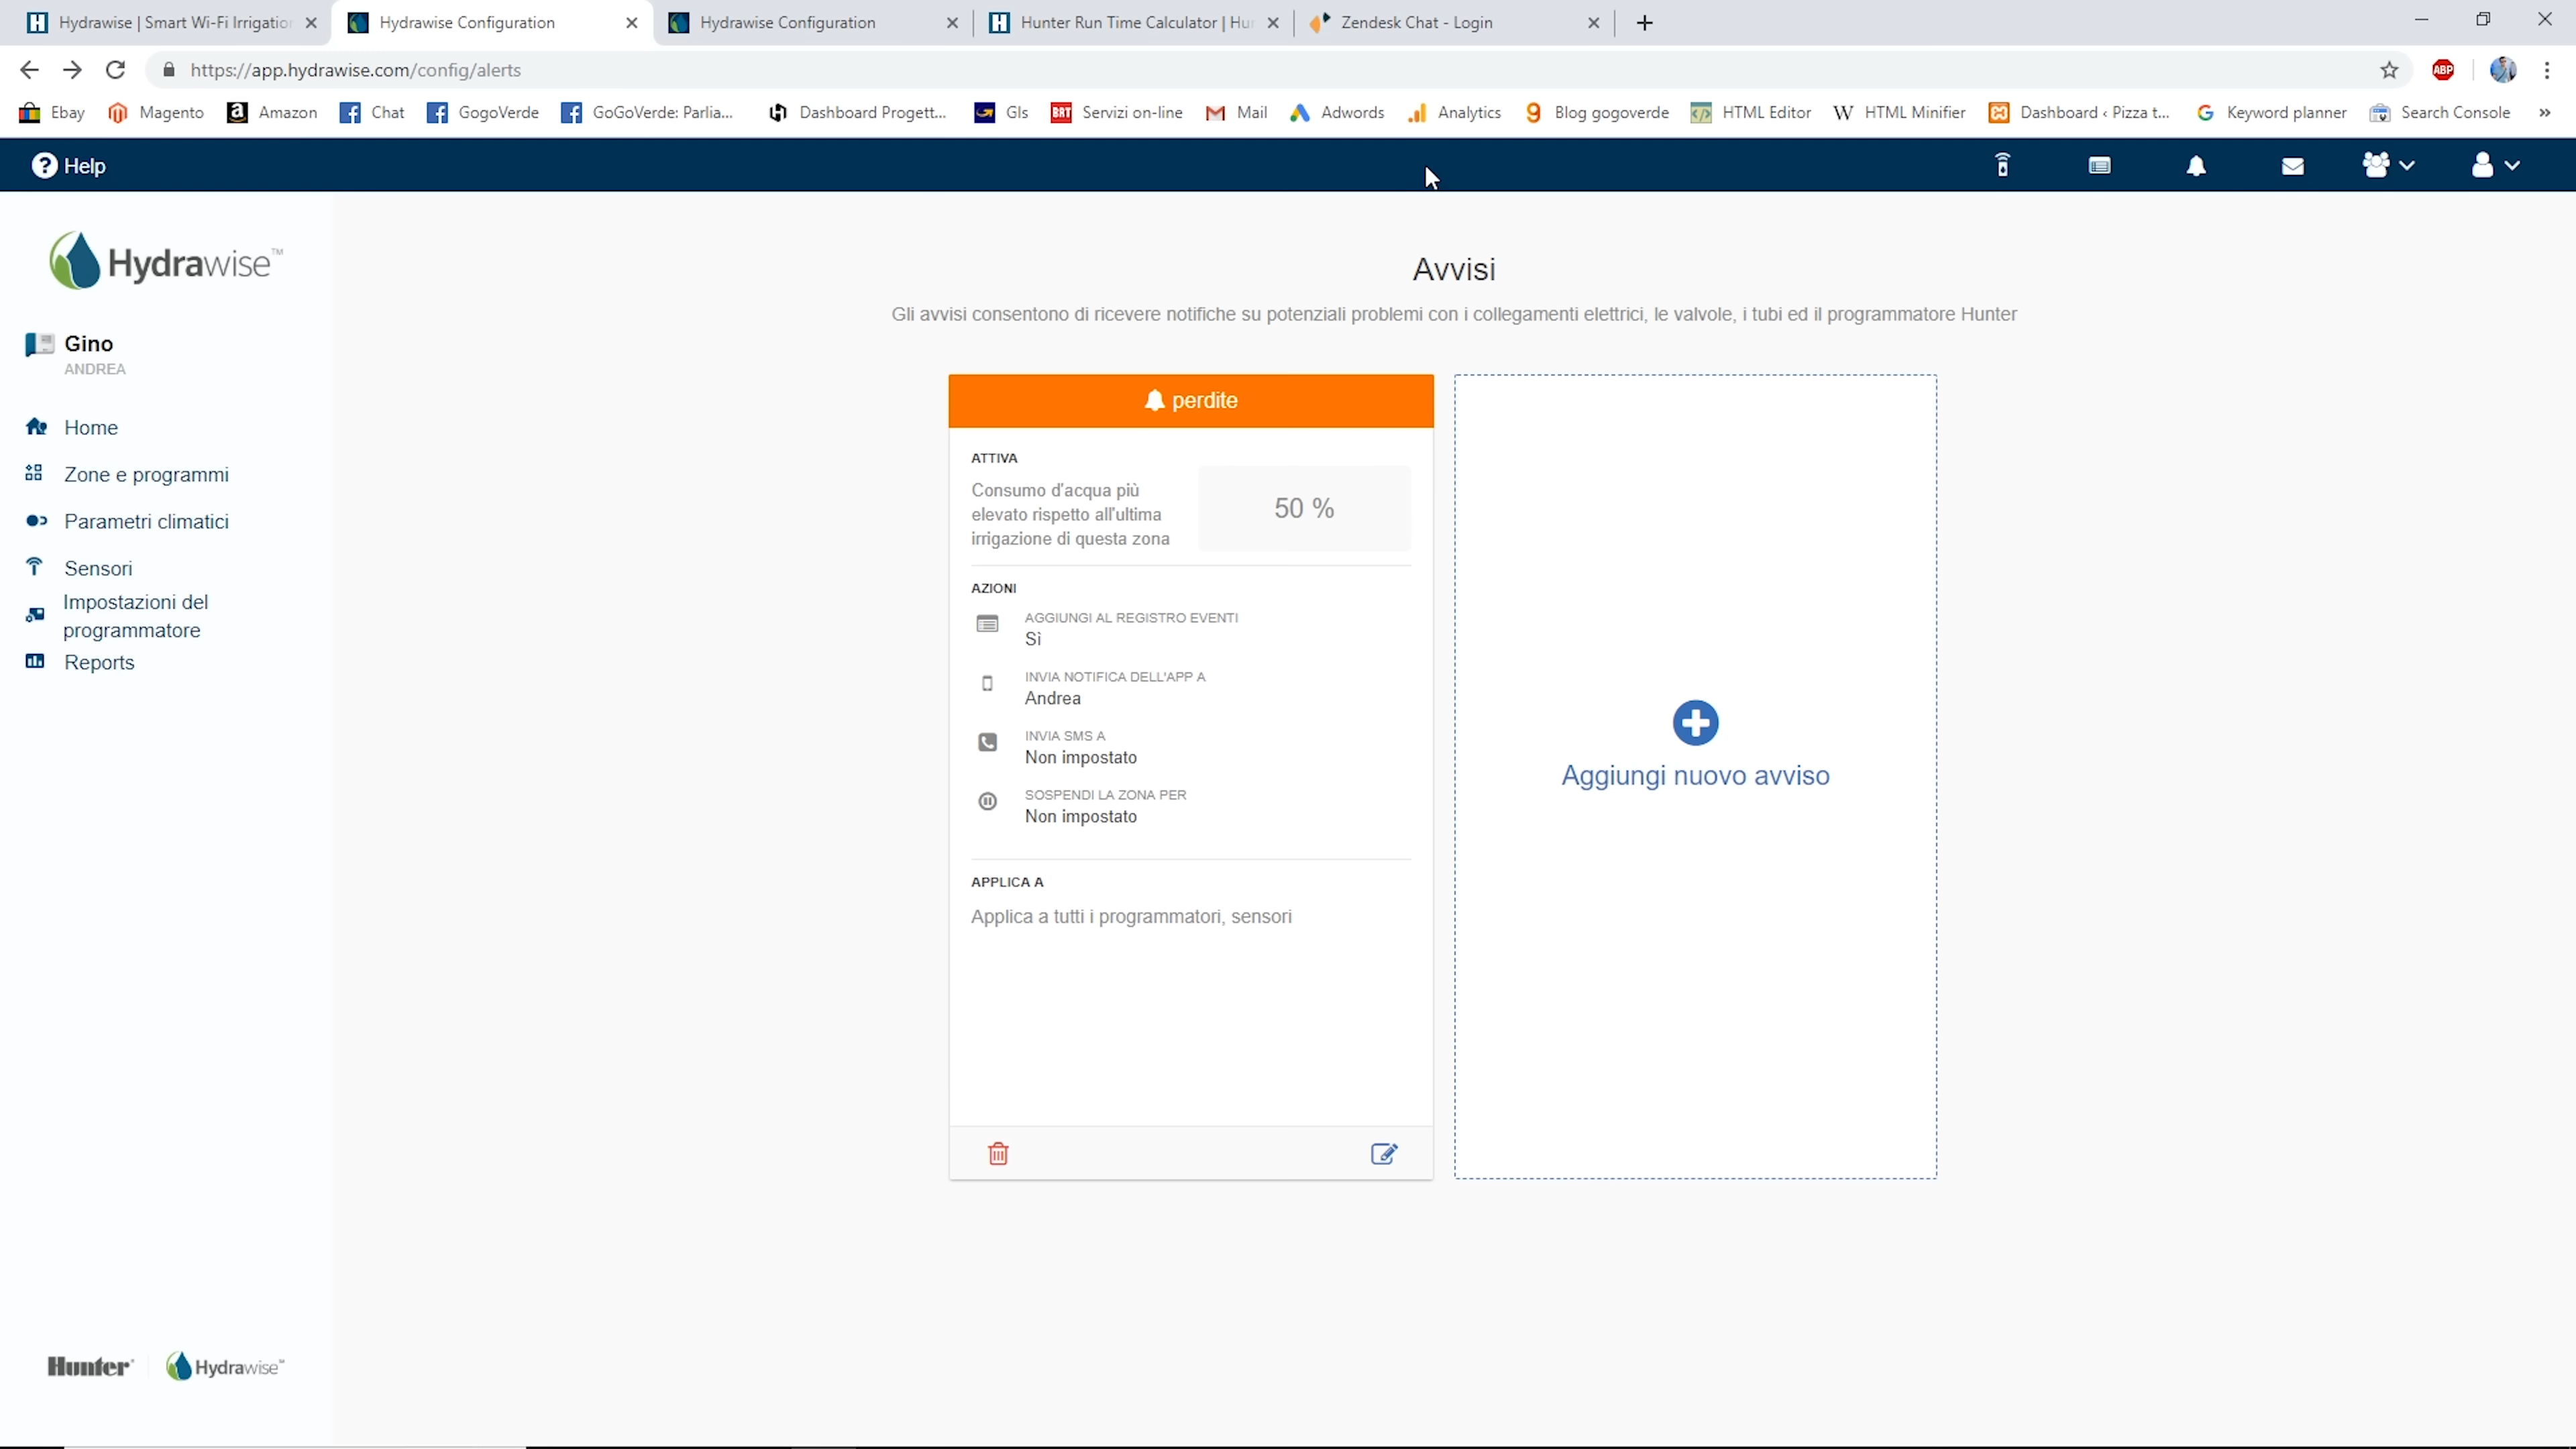 Hydrawise | Smart Wi-Fi Irrigation
Hydrawise Configuration
Hydrawise Configuration
Hunter Run Time Calculator | Hu
Zendesk Chat - Login
https://app.hydrawise.com/config/alerts
ABP
Ebay
Magento
Amazon
Chat
GogoVerde
GoGoVerde: Parlia...
Dashboard Progett...
Gls
BRT
Servizi on-line
Mail
Adwords
Analytics
Blog gogoverde
HTML Editor
HTML Minifier
Dashboard ‹ Pizza t...
Keyword planner
Search Console
»
Help
Hydrawise™
Gino
ANDREA
Home
Zone e programmi
Parametri climatici
Sensori
Impostazioni del
programmatore
Reports
Avvisi
Gli avvisi consentono di ricevere notifiche su potenziali problemi con i collegamenti elettrici, le valvole, i tubi ed il programmatore Hunter
perdite
ATTIVA
Consumo d'acqua più
elevato rispetto all'ultima
irrigazione di questa zona
50 %
AZIONI
AGGIUNGI AL REGISTRO EVENTI
Sì
INVIA NOTIFICA DELL'APP A
Andrea
INVIA SMS A
Non impostato
SOSPENDI LA ZONA PER
Non impostato
APPLICA A
Applica a tutti i programmatori, sensori
Aggiungi nuovo avviso
Hunter®
Hydrawise™